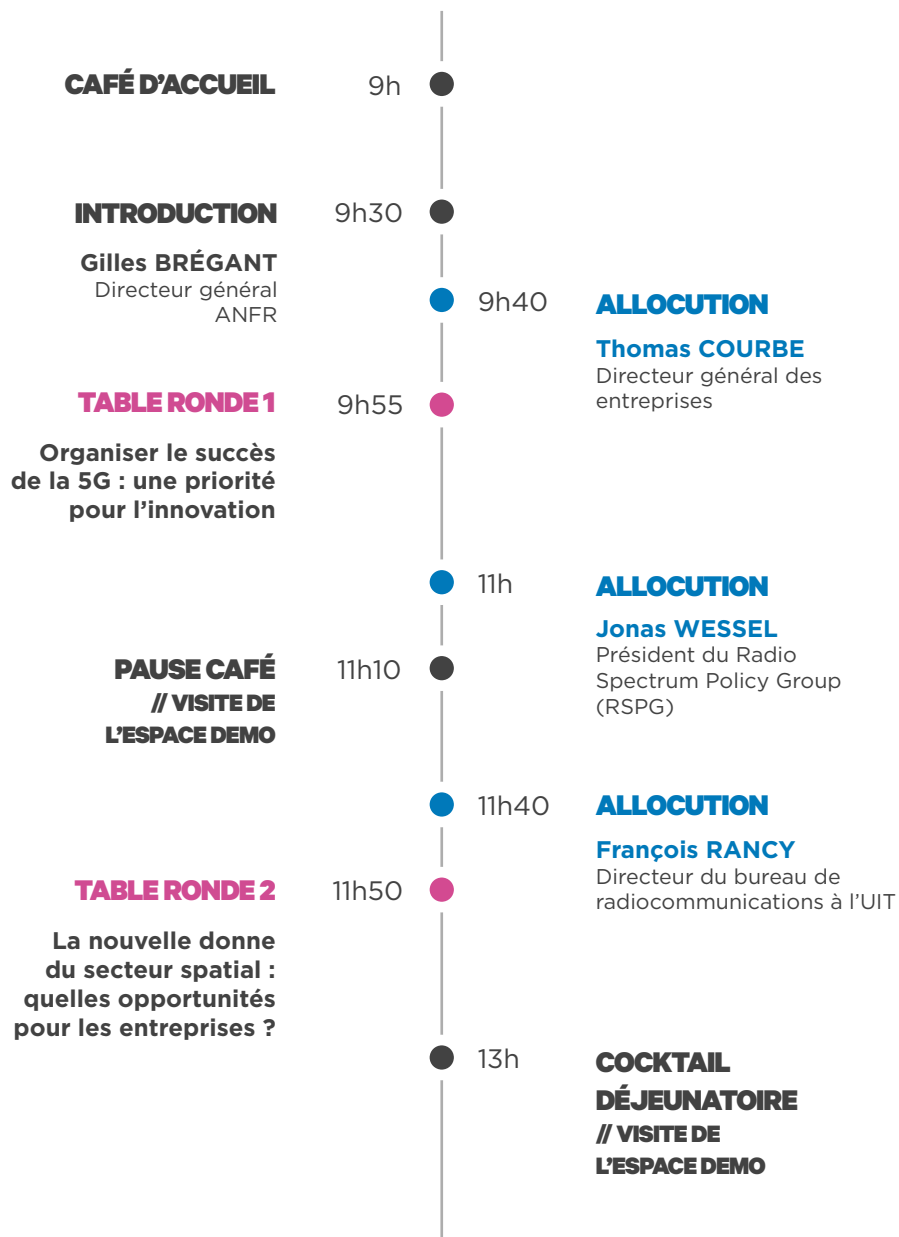 CAFÉ D'ACCUEIL
9h
INTRODUCTION
9h30
Gilles BRÉGANT
Directeur général
ANFR
9h40
ALLOCUTION
Thomas COURBE
Directeur général des
entreprises
TABLE RONDE 1
9h55
Organiser le succès
de la 5G : une priorité
pour l'innovation
11h
ALLOCUTION
Jonas WESSEL
Président du Radio
Spectrum Policy Group
(RSPG)
PAUSE CAFÉ
11h10
// VISITE DE
L'ESPACE DEMO
11h40
ALLOCUTION
François RANCY
Directeur du bureau de
radiocommunications à l'UIT
TABLE RONDE 2
11h50
La nouvelle donne
du secteur spatial :
quelles opportunités
pour les entreprises ?
13h
COCKTAIL
DÉJEUNATOIRE
// VISITE DE
L'ESPACE DEMO